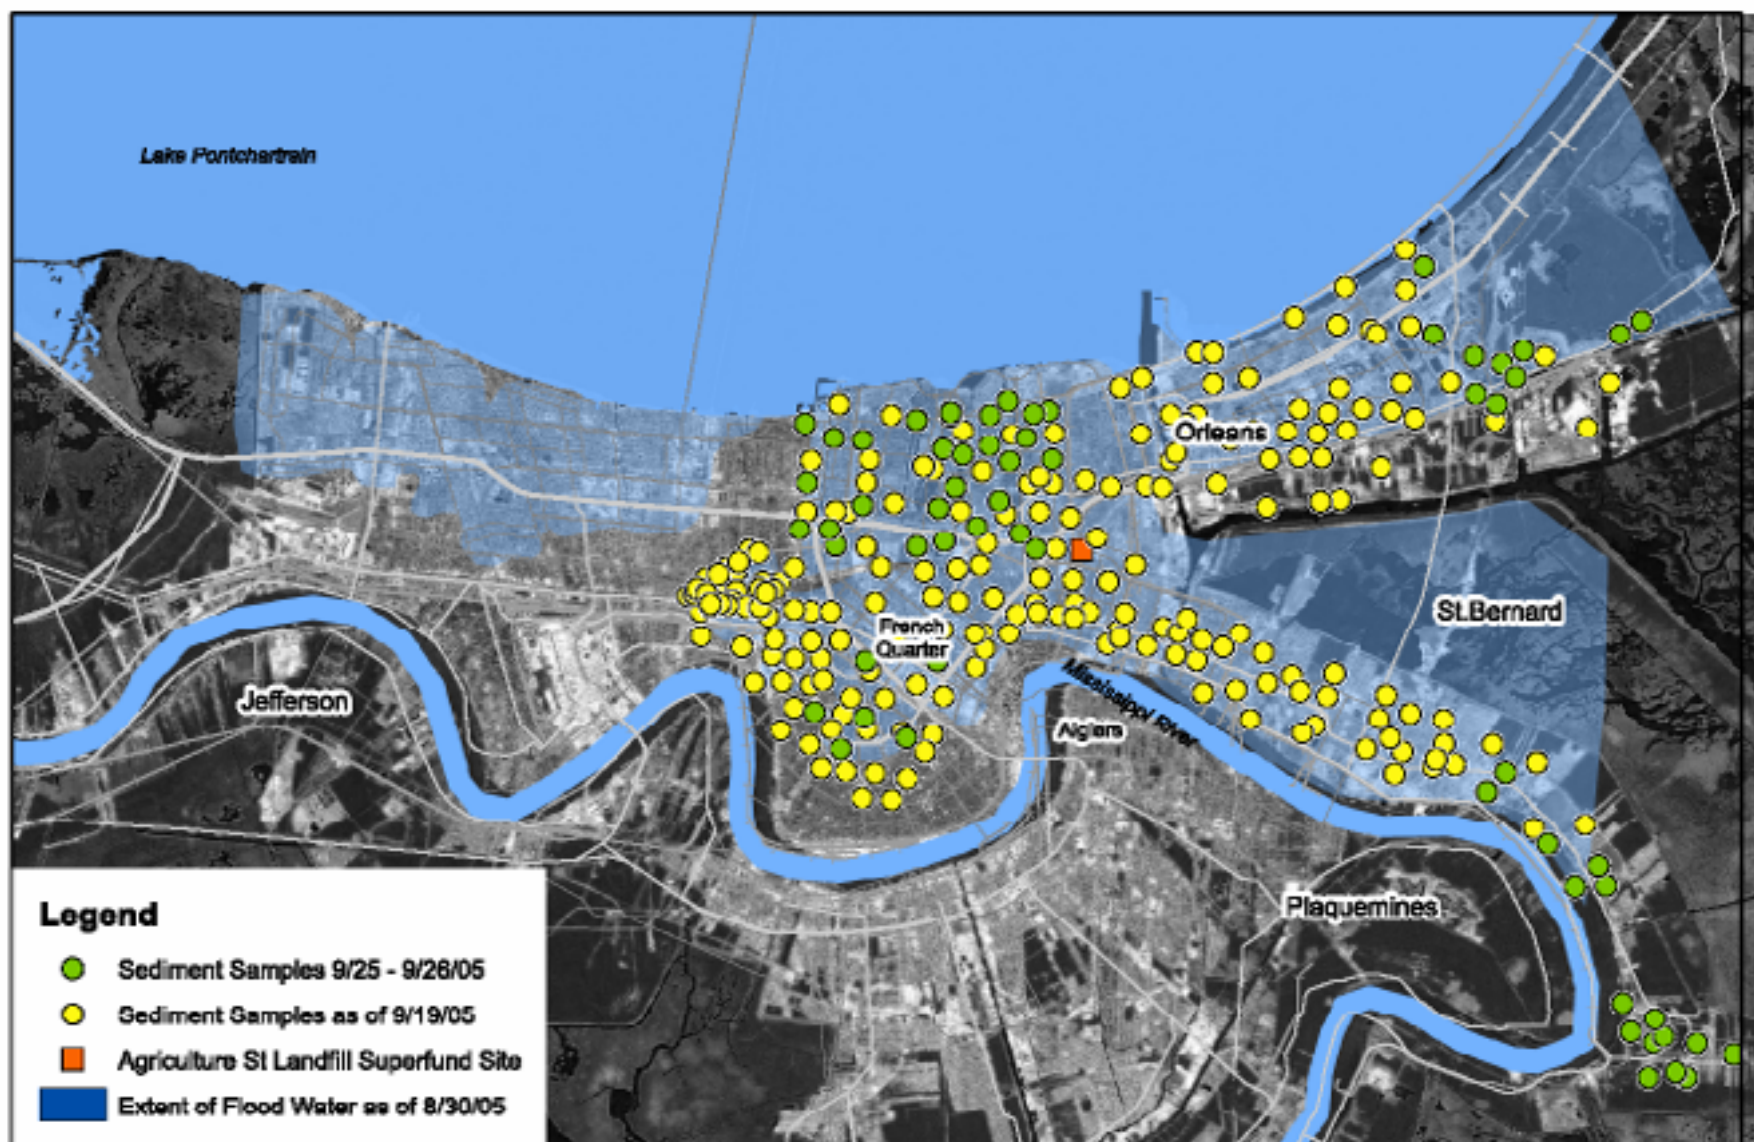 Lake Pontchartrain
Orleans
St.Bernard
French
Quarter
Jefferson
Mississippi River
Algiers
Plaquemines
Legend
Sediment Samples 9/25 - 9/26/05
Sediment Samples as of 9/19/05
Agriculture St Landfill Superfund Site
Extent of Flood Water as of 8/30/05